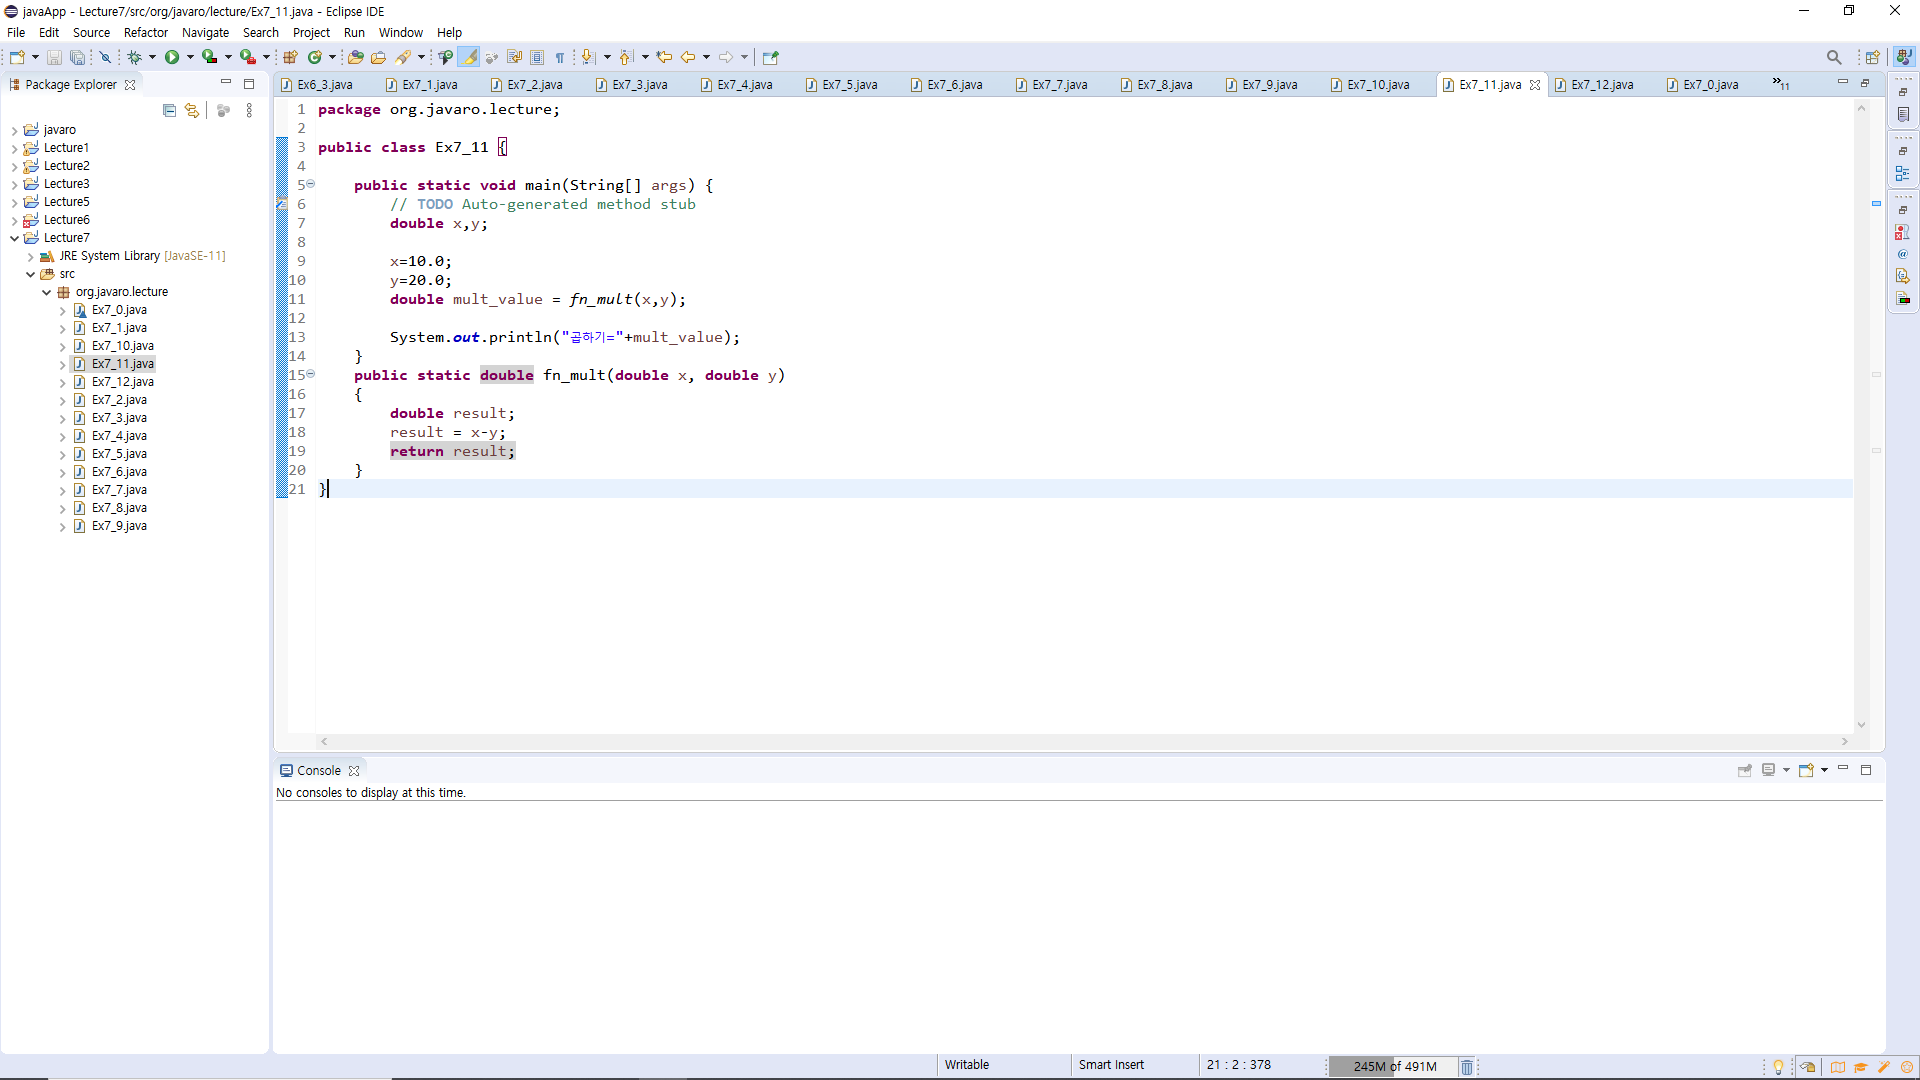 javaApp - Lecture7/src/org/javaro/lecture/Ex7_11.java - Eclipse IDE
File Edit Source Refactor Navigate Search Project Run Window Help
Package Explorer
Ex6_3.java Ex7_1.java Ex7_2.java Ex7_3.java Ex7_4.java Ex7_5.java Ex7_6.java Ex7_7.java Ex7_8.java Ex7_9.java Ex7_10.java Ex7_11.java Ex7_12.java Ex7_0.java »11
javaro
Lecture1
Lecture2
Lecture3
Lecture5
Lecture6
Lecture7
JRE System Library [JavaSE-11]
src
org.javaro.lecture
Ex7_0.java
Ex7_1.java
Ex7_10.java
Ex7_11.java
Ex7_12.java
Ex7_2.java
Ex7_3.java
Ex7_4.java
Ex7_5.java
Ex7_6.java
Ex7_7.java
Ex7_8.java
Ex7_9.java
1 package org.javaro.lecture;
2
3 public class Ex7_11 {
4
5 public static void main(String[] args) {
6 // TODO Auto-generated method stub
7 double x,y;
8
9 x=10.0;
10 y=20.0;
11 double mult_value = fn_mult(x,y);
12
13 System.out.println("곱하기="+mult_value);
14 }
15 public static double fn_mult(double x, double y)
16 {
17 double result;
18 result = x-y;
19 return result;
20 }
21 }
Console
No consoles to display at this time.
Writable Smart Insert 21 : 2 : 378 245M of 491M